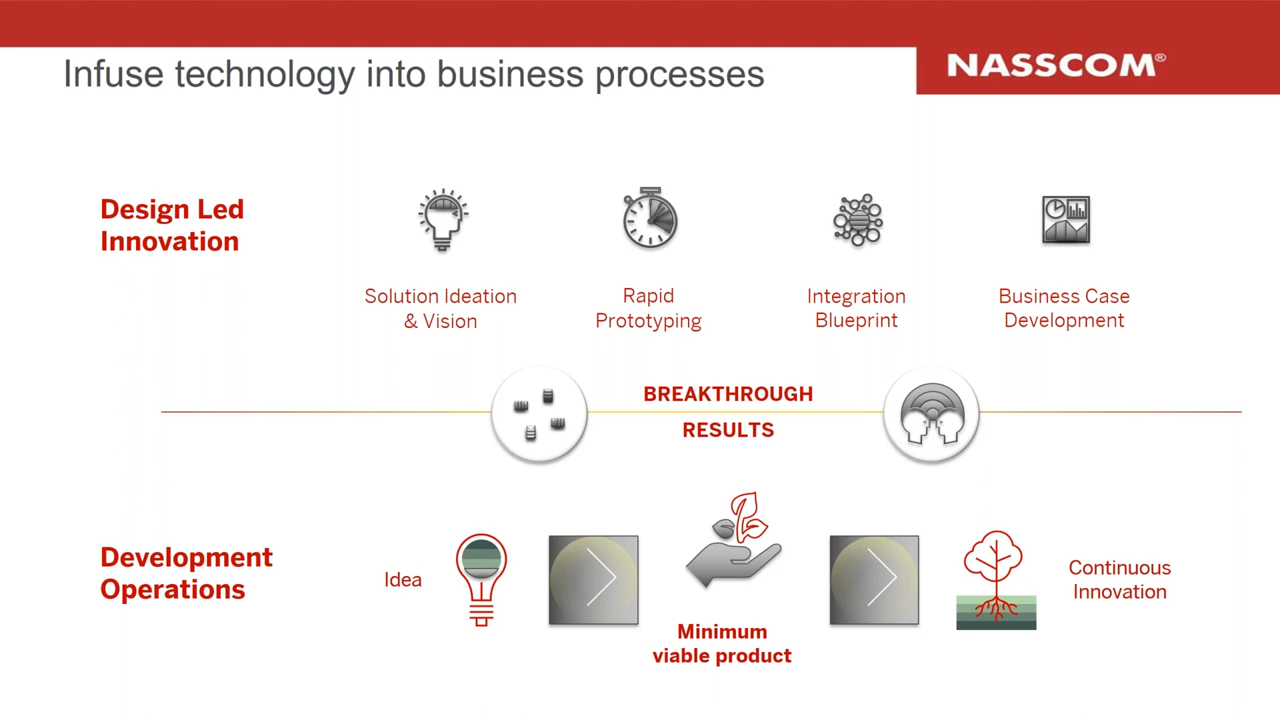 Infuse technology into business processes
NASSCOM®
Design Led
Innovation
Solution Ideation
& Vision
Rapid
Prototyping
Integration
Blueprint
Business Case
Development
BREAKTHROUGH
RESULTS
Development
Operations
Idea
Minimum
viable product
Continuous
Innovation